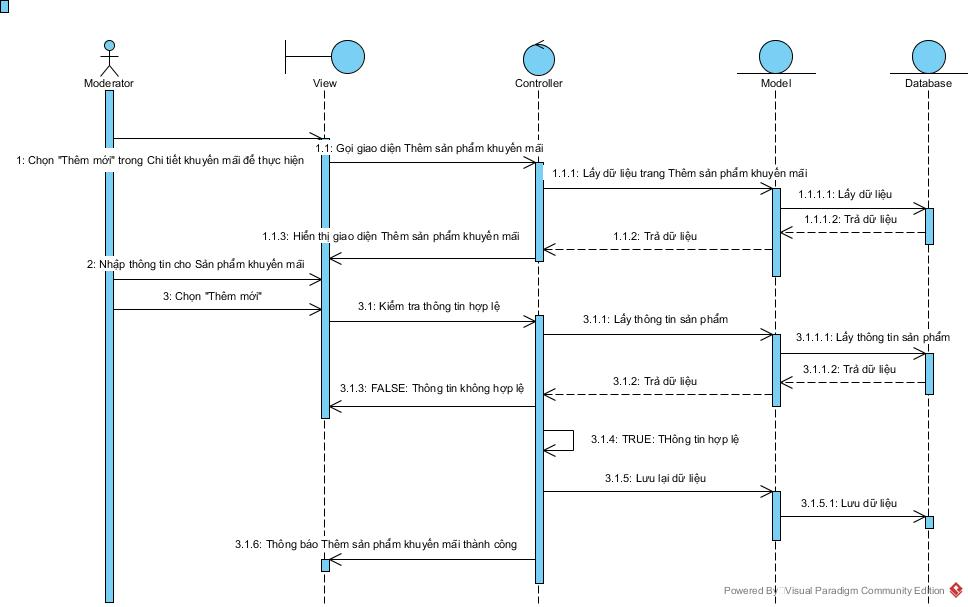 Moderator
View
Controller
Model
Database
1: Chọn "Thêm mới" trong Chi tiết khuyến mãi để thực hiện
1.1: Gọi giao diện Thêm sản phẩm khuyến mãi
1.1.1: Lấy dữ liệu trang Thêm sản phẩm khuyến mãi
1.1.1.1: Lấy dữ liệu
1.1.1.2: Trả dữ liệu
1.1.2: Trả dữ liệu
1.1.3: Hiển thị giao diện Thêm sản phẩm khuyến mãi
2: Nhập thông tin cho Sản phẩm khuyến mãi
3: Chọn "Thêm mới"
3.1: Kiểm tra thông tin hợp lệ
3.1.1: Lấy thông tin sản phẩm
3.1.1.1: Lấy thông tin sản phẩm
3.1.1.2: Trả dữ liệu
3.1.2: Trả dữ liệu
3.1.3: FALSE: Thông tin không hợp lệ
3.1.4: TRUE: THông tin hợp lệ
3.1.5: Lưu lại dữ liệu
3.1.5.1: Lưu dữ liệu
3.1.6: Thông báo Thêm sản phẩm khuyến mãi thành công
Powered By Visual Paradigm Community Edition